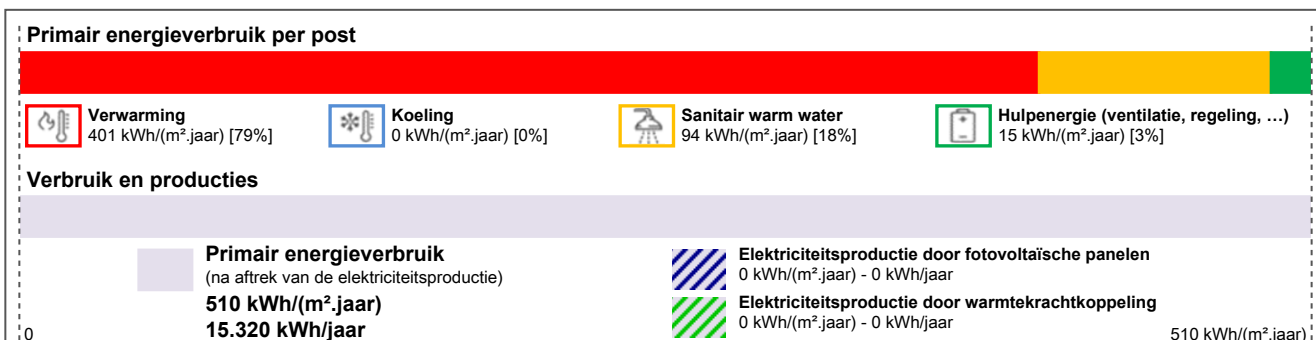 Primair energieverbruik per post
Verwarming
401 kWh/(m².jaar) [79%]
Koeling
0 kWh/(m².jaar) [0%]
Sanitair warm water
94 kWh/(m².jaar) [18%]
Hulpenergie (ventilatie, regeling, …)
15 kWh/(m².jaar) [3%]
Verbruik en producties
Primair energieverbruik
(na aftrek van de elektriciteitsproductie)
510 kWh/(m².jaar)
15.320 kWh/jaar
Elektriciteitsproductie door fotovoltaïsche panelen
0 kWh/(m².jaar) - 0 kWh/jaar
Elektriciteitsproductie door warmtekrachtkoppeling
0 kWh/(m².jaar) - 0 kWh/jaar
0
510 kWh/(m².jaar)